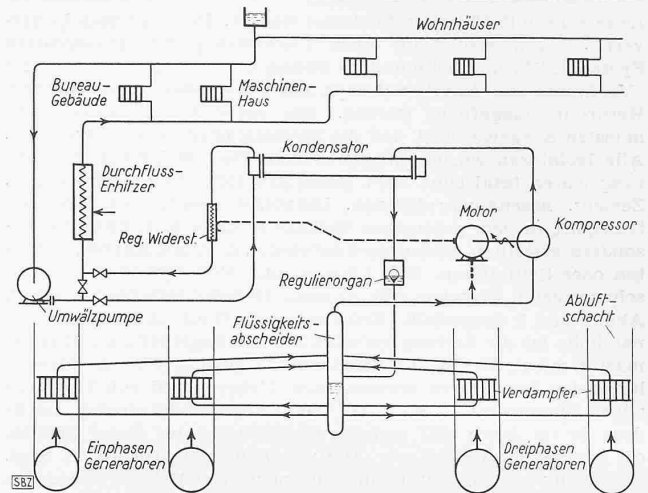 Wohnhäuser
Bureau-
Gebäude
Maschinen-
Haus
Kondensator
Durchfluss-
Erhitzer
Reg. Widerst.
Motor
Kompressor
Regulierorgan
Umwälzpumpe
Flüssigkeits-
abscheider
Abluft-
schacht
Verdampfer
Einphasen
Generatoren
Dreiphasen
Generatoren
SBZ